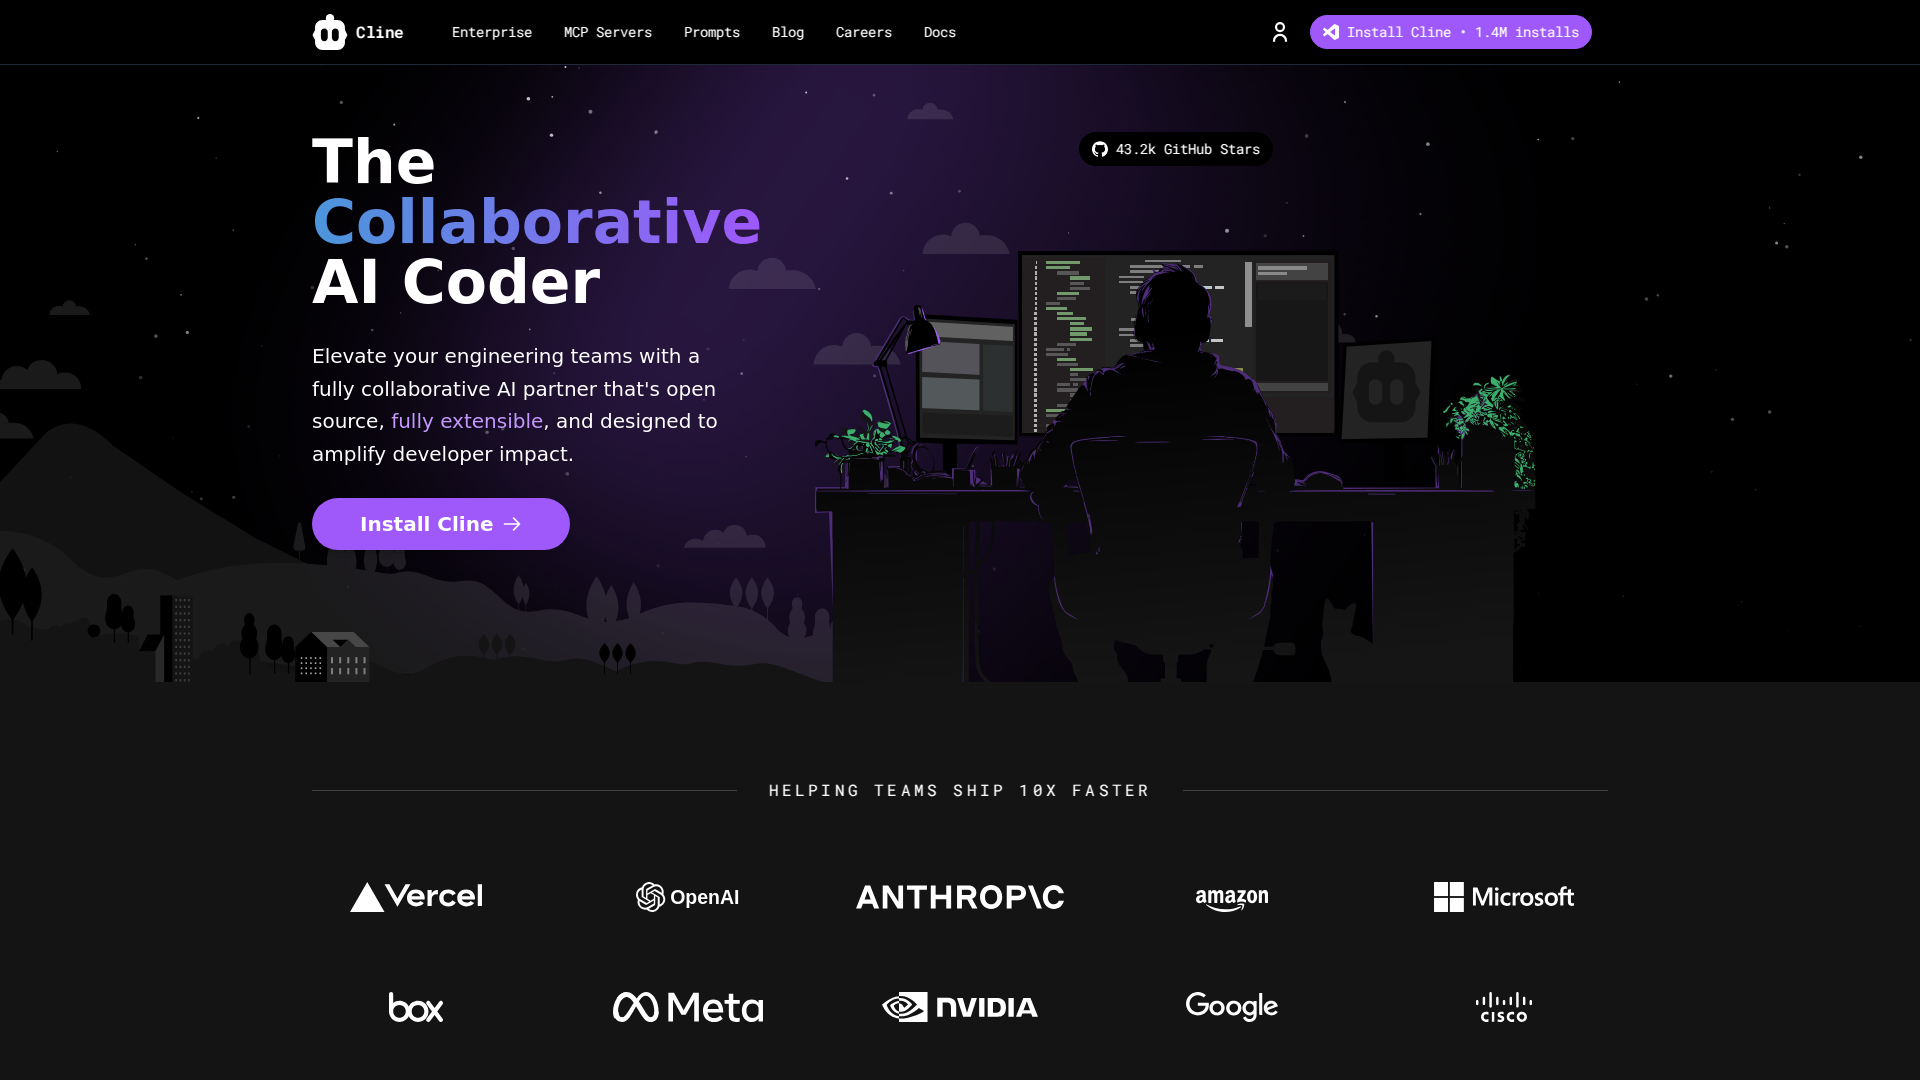 Cline
Enterprise
MCP Servers
Prompts
Blog
Careers
Docs
Install Cline • 1.4M installs
The
Collaborative
AI Coder
43.2k GitHub Stars
Elevate your engineering teams with a
fully collaborative AI partner that's open
source, fully extensible, and designed to
amplify developer impact.
Install Cline →
HELPING TEAMS SHIP 10X FASTER
Vercel
OpenAI
ANTHROP\C
amazon
Microsoft
box
Meta
NVIDIA
Google
CISCO